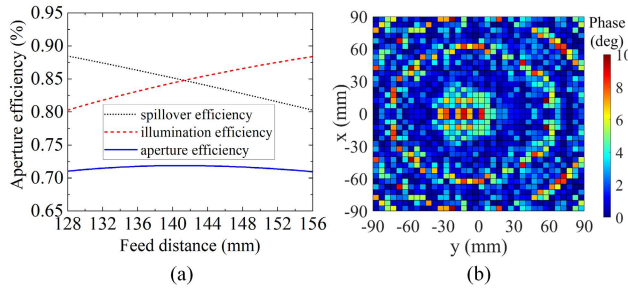 Aperture efficiency (%)
0.95
0.90
0.85
0.80
0.75
0.70
0.65
spillover efficiency
illumination efficiency
aperture efficiency
128 132 136 140 144 148 152 156
Feed distance (mm)
(a)
x (mm)
90
60
30
0
-30
-60
-90
-90 -60 -30 0 30 60 90
y (mm)
Phase
(deg)
10
8
6
4
2
0
(b)